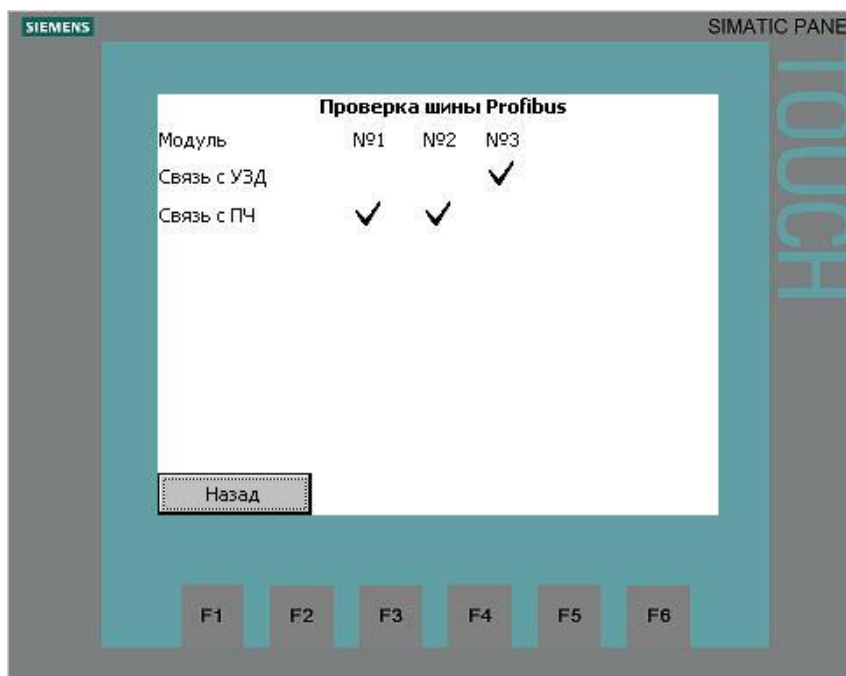 SIEMENS
SIMATIC PANE
TOUCH
Проверка шины Profibus
Модуль №1 №2 №3
Связь с УЗД ✓
Связь с ПЧ ✓ ✓
Назад
F1 F2 F3 F4 F5 F6